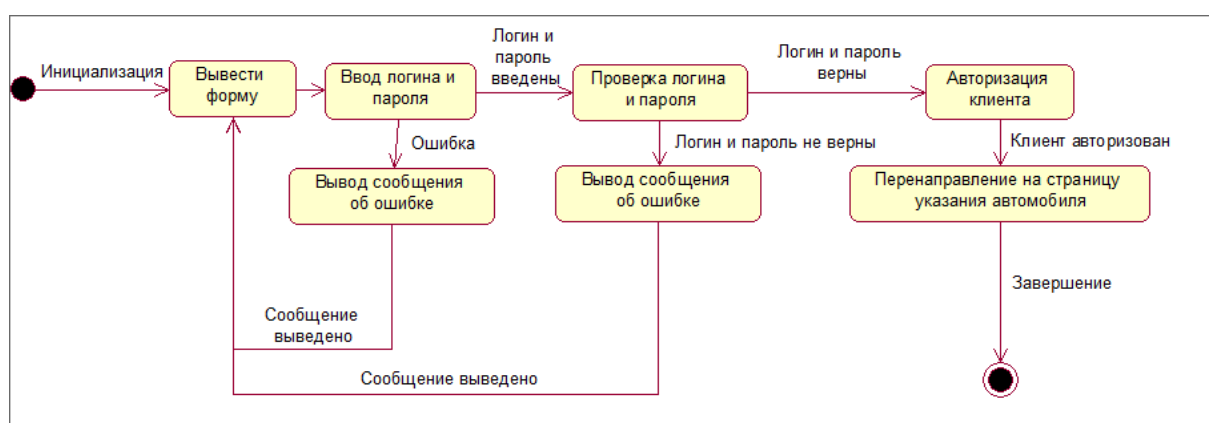 Инициализация
Вывести
форму
Ввод логина и
пароля
Логин и
пароль
введены
Проверка логина
и пароля
Логин и пароль
верны
Авторизация
клиента
Ошибка
Логин и пароль не верны
Клиент авторизован
Вывод сообщения
об ошибке
Вывод сообщения
об ошибке
Перенаправление на страницу
указания автомобиля
Завершение
Сообщение
выведено
Сообщение выведено